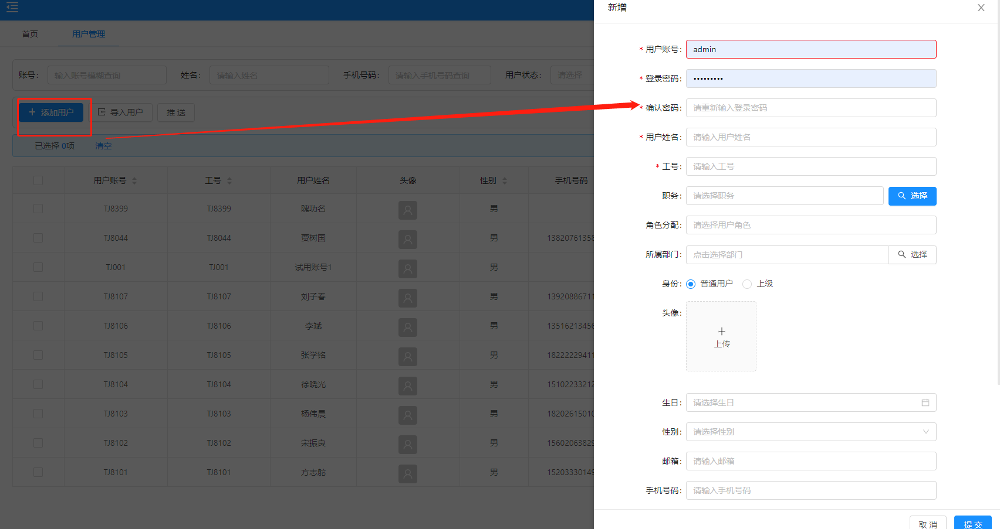 首页 用户管理
账号: 输入账号模糊查询 姓名: 请输入姓名 手机号码: 请输入手机号码查询 用户状态: 请选择
添加用户 导入用户 推 送
已选择 0项 清空
用户账号 工号 用户姓名 头像 性别 手机号码
TJ8399 TJ8399 隗功名 男
TJ8044 TJ8044 贾树国 男 1382076135
TJ001 TJ001 试用账号1 男
TJ8107 TJ8107 刘子春 男 1392088671
TJ8106 TJ8106 李斌 男 1351621345
TJ8105 TJ8105 张学铭 男 1822222941
TJ8104 TJ8104 徐晓光 男 1510223321
TJ8103 TJ8103 杨伟晨 男 1820261501
TJ8102 TJ8102 宋振良 男 1560206382
TJ8101 TJ8101 方志舵 男 1520333014
新增 X
* 用户账号: admin
* 登录密码: •••••••••
* 确认密码: 请重新输入登录密码
* 用户姓名: 请输入用户姓名
* 工号: 请输入工号
职务: 请选择职务 选择
角色分配: 请选择用户角色
所属部门: 点击选择部门 选择
身份: 普通用户 上级
头像:
上传
生日: 请选择生日
性别: 请选择性别
邮箱: 请输入邮箱
手机号码: 请输入手机号码
取 消 提 交